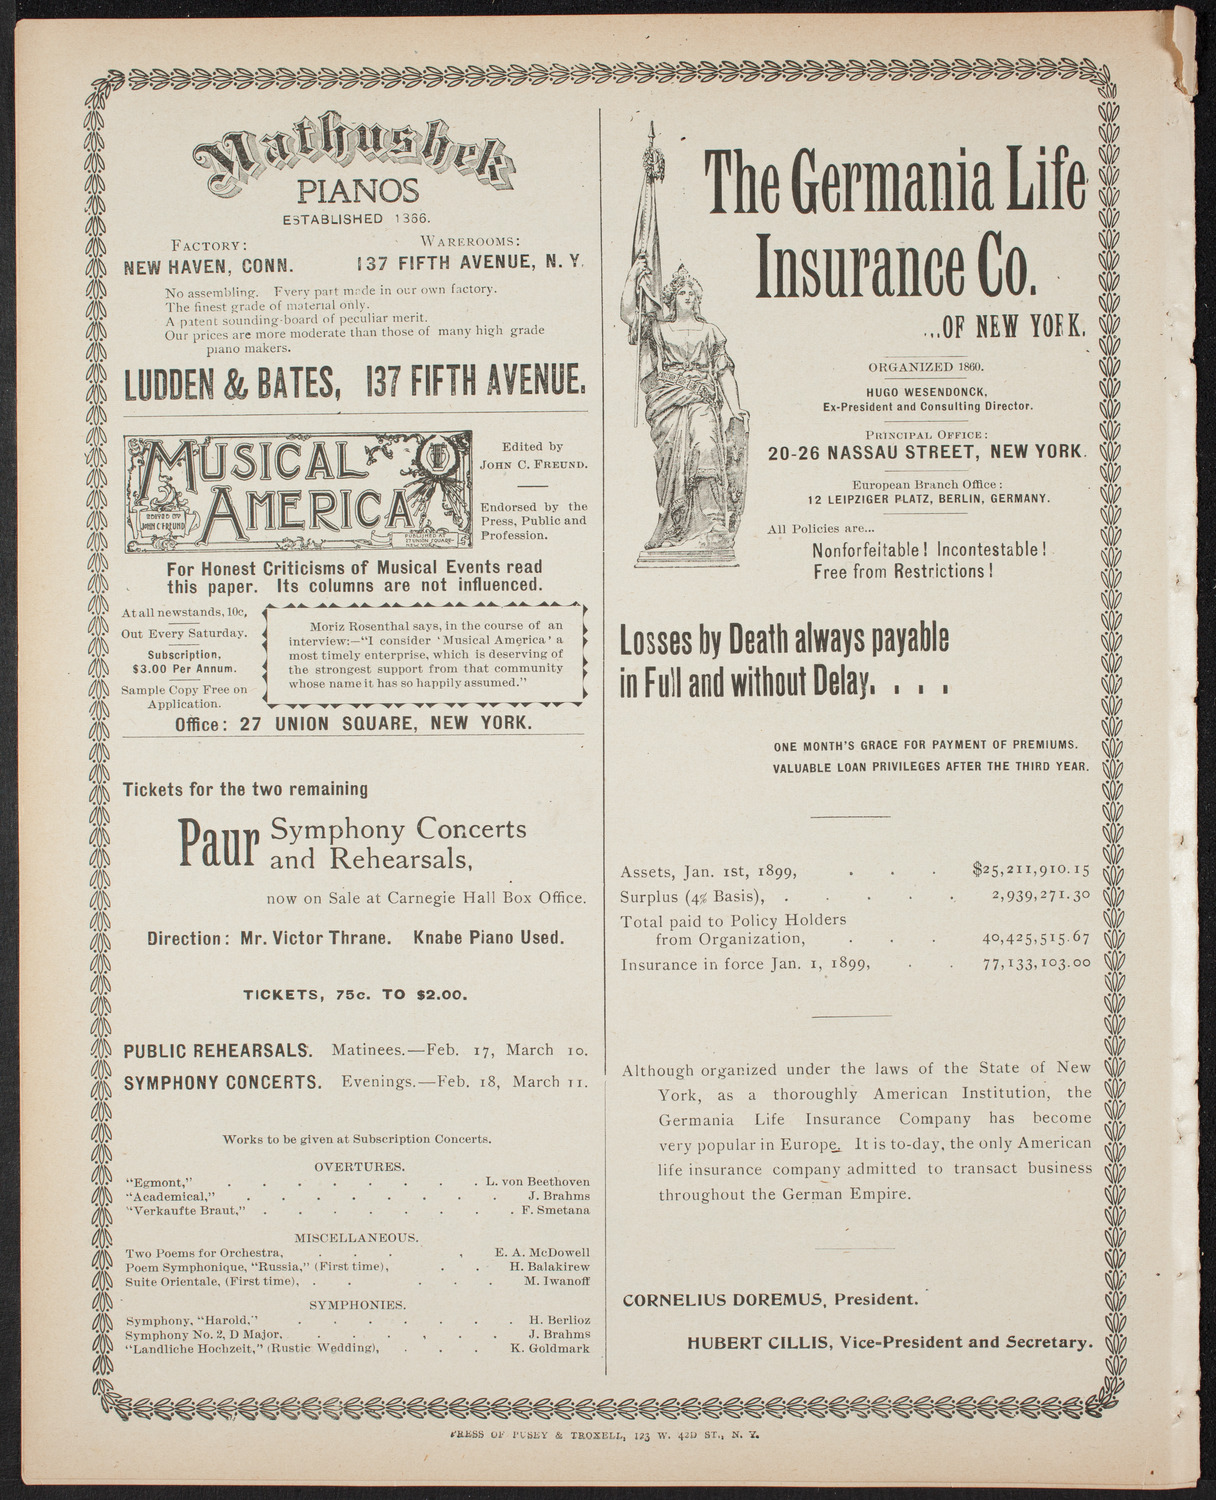 Mathushek
PIANOS
ESTABLISHED 1866.
FACTORY:
NEW HAVEN, CONN.
WAREROOMS:
137 FIFTH AVENUE, N. Y.
No assembling. Every part made in our own factory.
The finest grade of material only.
A patent sounding-board of peculiar merit.
Our prices are more moderate than those of many high grade
piano makers.
LUDDEN & BATES, 137 FIFTH AVENUE.
MUSICAL
AMERICA
EDITED BY
JOHN C FREUND
PUBLISHED AT
27 UNION SQUARE
NEW YORK
Edited by
JOHN C. FREUND.
Endorsed by the
Press, Public and
Profession.
For Honest Criticisms of Musical Events read
this paper. Its columns are not influenced.
At all newstands, 10c,
Out Every Saturday.
Subscription,
$3.00 Per Annum.
Sample Copy Free on
Application.
Moriz Rosenthal says, in the course of an
interview:—"I consider 'Musical America' a
most timely enterprise, which is deserving of
the strongest support from that community
whose name it has so happily assumed."
Office: 27 UNION SQUARE, NEW YORK.
Tickets for the two remaining
Paur Symphony Concerts
and Rehearsals,
now on Sale at Carnegie Hall Box Office.
Direction: Mr. Victor Thrane. Knabe Piano Used.
TICKETS, 75c. TO $2.00.
PUBLIC REHEARSALS. Matinees.—Feb. 17, March 10.
SYMPHONY CONCERTS. Evenings.—Feb. 18, March 11.
Works to be given at Subscription Concerts.
OVERTURES.
"Egmont," . . . . . . . . L. von Beethoven
"Academical," . . . . . . . . J. Brahms
"Verkaufte Braut," . . . . . . . F. Smetana
MISCELLANEOUS.
Two Poems for Orchestra, . . . . E. A. McDowell
Poem Symphonique, "Russia," (First time), . . H. Balakirew
Suite Orientale, (First time), . . . . . M. Iwanoff
SYMPHONIES.
Symphony, "Harold," . . . . . . . H. Berlioz
Symphony No. 2, D Major, . . . . . . J. Brahms
"Landliche Hochzeit," (Rustic Wedding), . . . K. Goldmark
The Germania Life
Insurance Co.
...OF NEW YORK.
ORGANIZED 1860.
HUGO WESENDONCK,
Ex-President and Consulting Director.
PRINCIPAL OFFICE:
20-26 NASSAU STREET, NEW YORK.
European Branch Office:
12 LEIPZIGER PLATZ, BERLIN, GERMANY.
All Policies are...
Nonforfeitable! Incontestable!
Free from Restrictions!
Losses by Death always payable
in Full and without Delay. . . .
ONE MONTH'S GRACE FOR PAYMENT OF PREMIUMS.
VALUABLE LOAN PRIVILEGES AFTER THE THIRD YEAR.
Assets, Jan. 1st, 1899, . . . $25,211,910.15
Surplus (4% Basis), . . . . . 2,939,271.30
Total paid to Policy Holders
from Organization, . . . 40,425,515.67
Insurance in force Jan. 1, 1899, . . 77,133,103.00
Although organized under the laws of the State of New
York, as a thoroughly American Institution, the
Germania Life Insurance Company has become
very popular in Europe. It is to-day, the only American
life insurance company admitted to transact business
throughout the German Empire.
CORNELIUS DOREMUS, President.
HUBERT CILLIS, Vice-President and Secretary.
PRESS OF PUSEY & TROXELL, 123 W. 42D ST., N. Y.